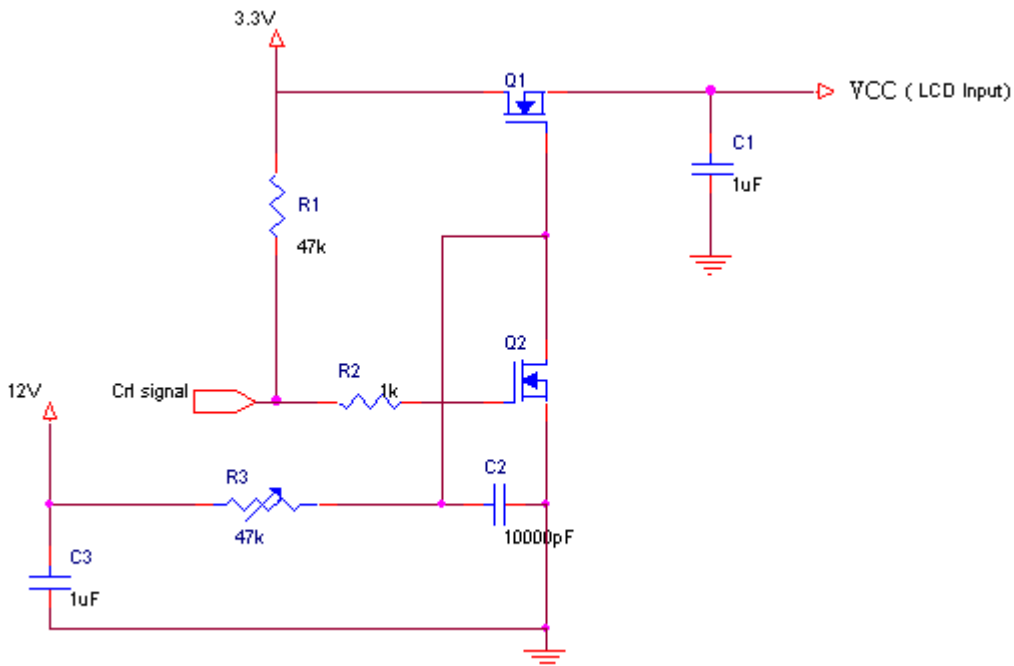 3.3V
Q1
VCC ( LCD Input)
C1
1uF
R1
47k
Q2
R2
1k
12V
Crl signal
R3
47k
C2
10000pF
C3
1uF